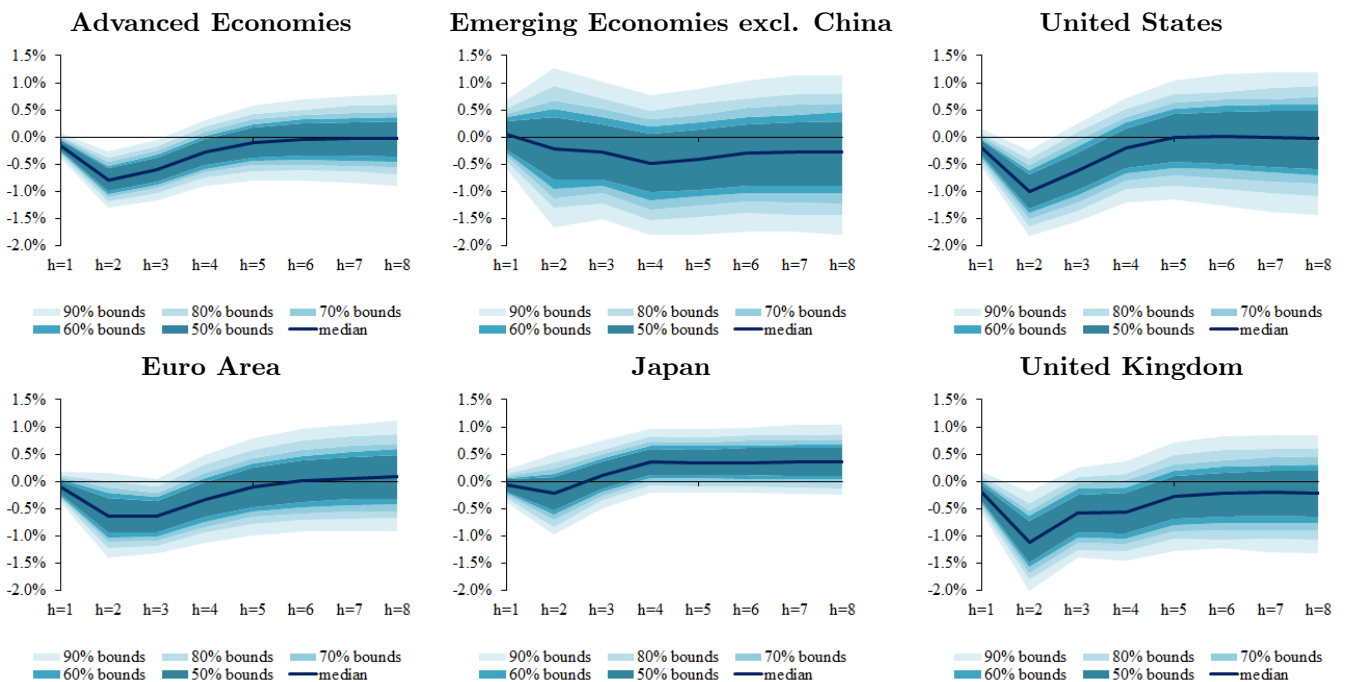 Advanced Economies
1.5%
1.0%
0.5%
0.0%
-0.5%
-1.0%
-1.5%
-2.0%
h=1 h=2 h=3 h=4 h=5 h=6 h=7 h=8
90% bounds 80% bounds 70% bounds
60% bounds 50% bounds median
Emerging Economies excl. China
1.5%
1.0%
0.5%
0.0%
-0.5%
-1.0%
-1.5%
-2.0%
h=1 h=2 h=3 h=4 h=5 h=6 h=7 h=8
90% bounds 80% bounds 70% bounds
60% bounds 50% bounds median
United States
1.5%
1.0%
0.5%
0.0%
-0.5%
-1.0%
-1.5%
-2.0%
h=1 h=2 h=3 h=4 h=5 h=6 h=7 h=8
90% bounds 80% bounds 70% bounds
60% bounds 50% bounds median
Euro Area
1.5%
1.0%
0.5%
0.0%
-0.5%
-1.0%
-1.5%
-2.0%
h=1 h=2 h=3 h=4 h=5 h=6 h=7 h=8
90% bounds 80% bounds 70% bounds
60% bounds 50% bounds median
Japan
1.5%
1.0%
0.5%
0.0%
-0.5%
-1.0%
-1.5%
-2.0%
h=1 h=2 h=3 h=4 h=5 h=6 h=7 h=8
90% bounds 80% bounds 70% bounds
60% bounds 50% bounds median
United Kingdom
1.5%
1.0%
0.5%
0.0%
-0.5%
-1.0%
-1.5%
-2.0%
h=1 h=2 h=3 h=4 h=5 h=6 h=7 h=8
90% bounds 80% bounds 70% bounds
60% bounds 50% bounds median